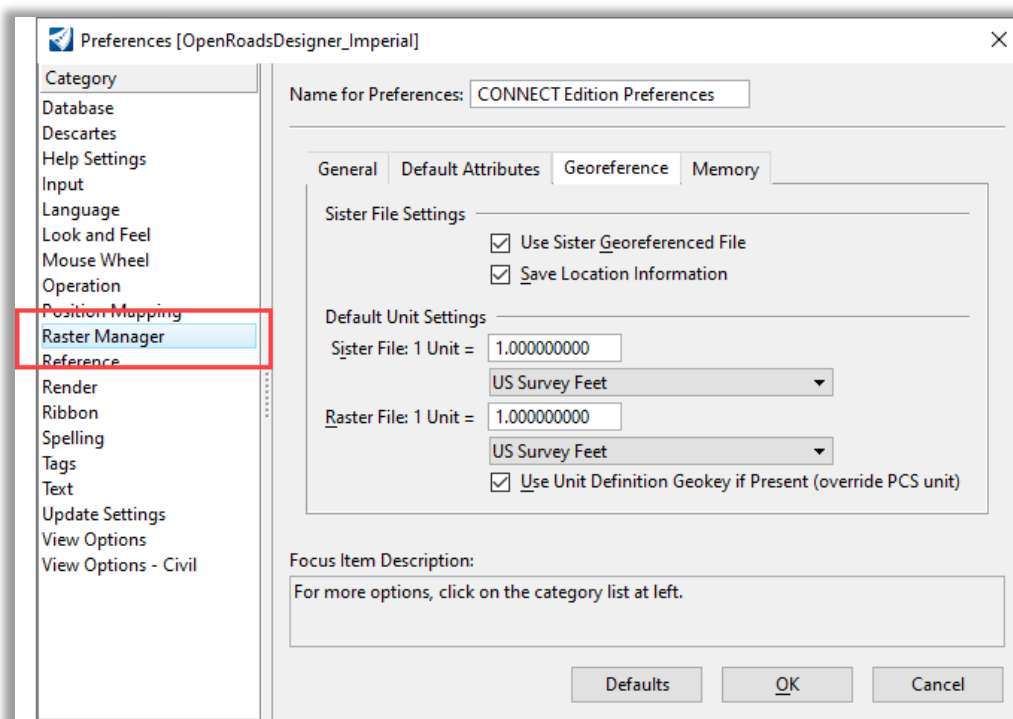 Preferences [OpenRoadsDesigner_Imperial]
Category
Database
Descartes
Help Settings
Input
Language
Look and Feel
Mouse Wheel
Operation
Position Mapping
Raster Manager
Reference
Render
Ribbon
Spelling
Tags
Text
Update Settings
View Options
View Options - Civil
Name for Preferences: CONNECT Edition Preferences
General Default Attributes Georeference Memory
Sister File Settings
Use Sister Georeferenced File
Save Location Information
Default Unit Settings
Sister File: 1 Unit = 1.000000000
US Survey Feet
Raster File: 1 Unit = 1.000000000
US Survey Feet
Use Unit Definition Geokey if Present (override PCS unit)
Focus Item Description:
For more options, click on the category list at left.
Defaults OK Cancel